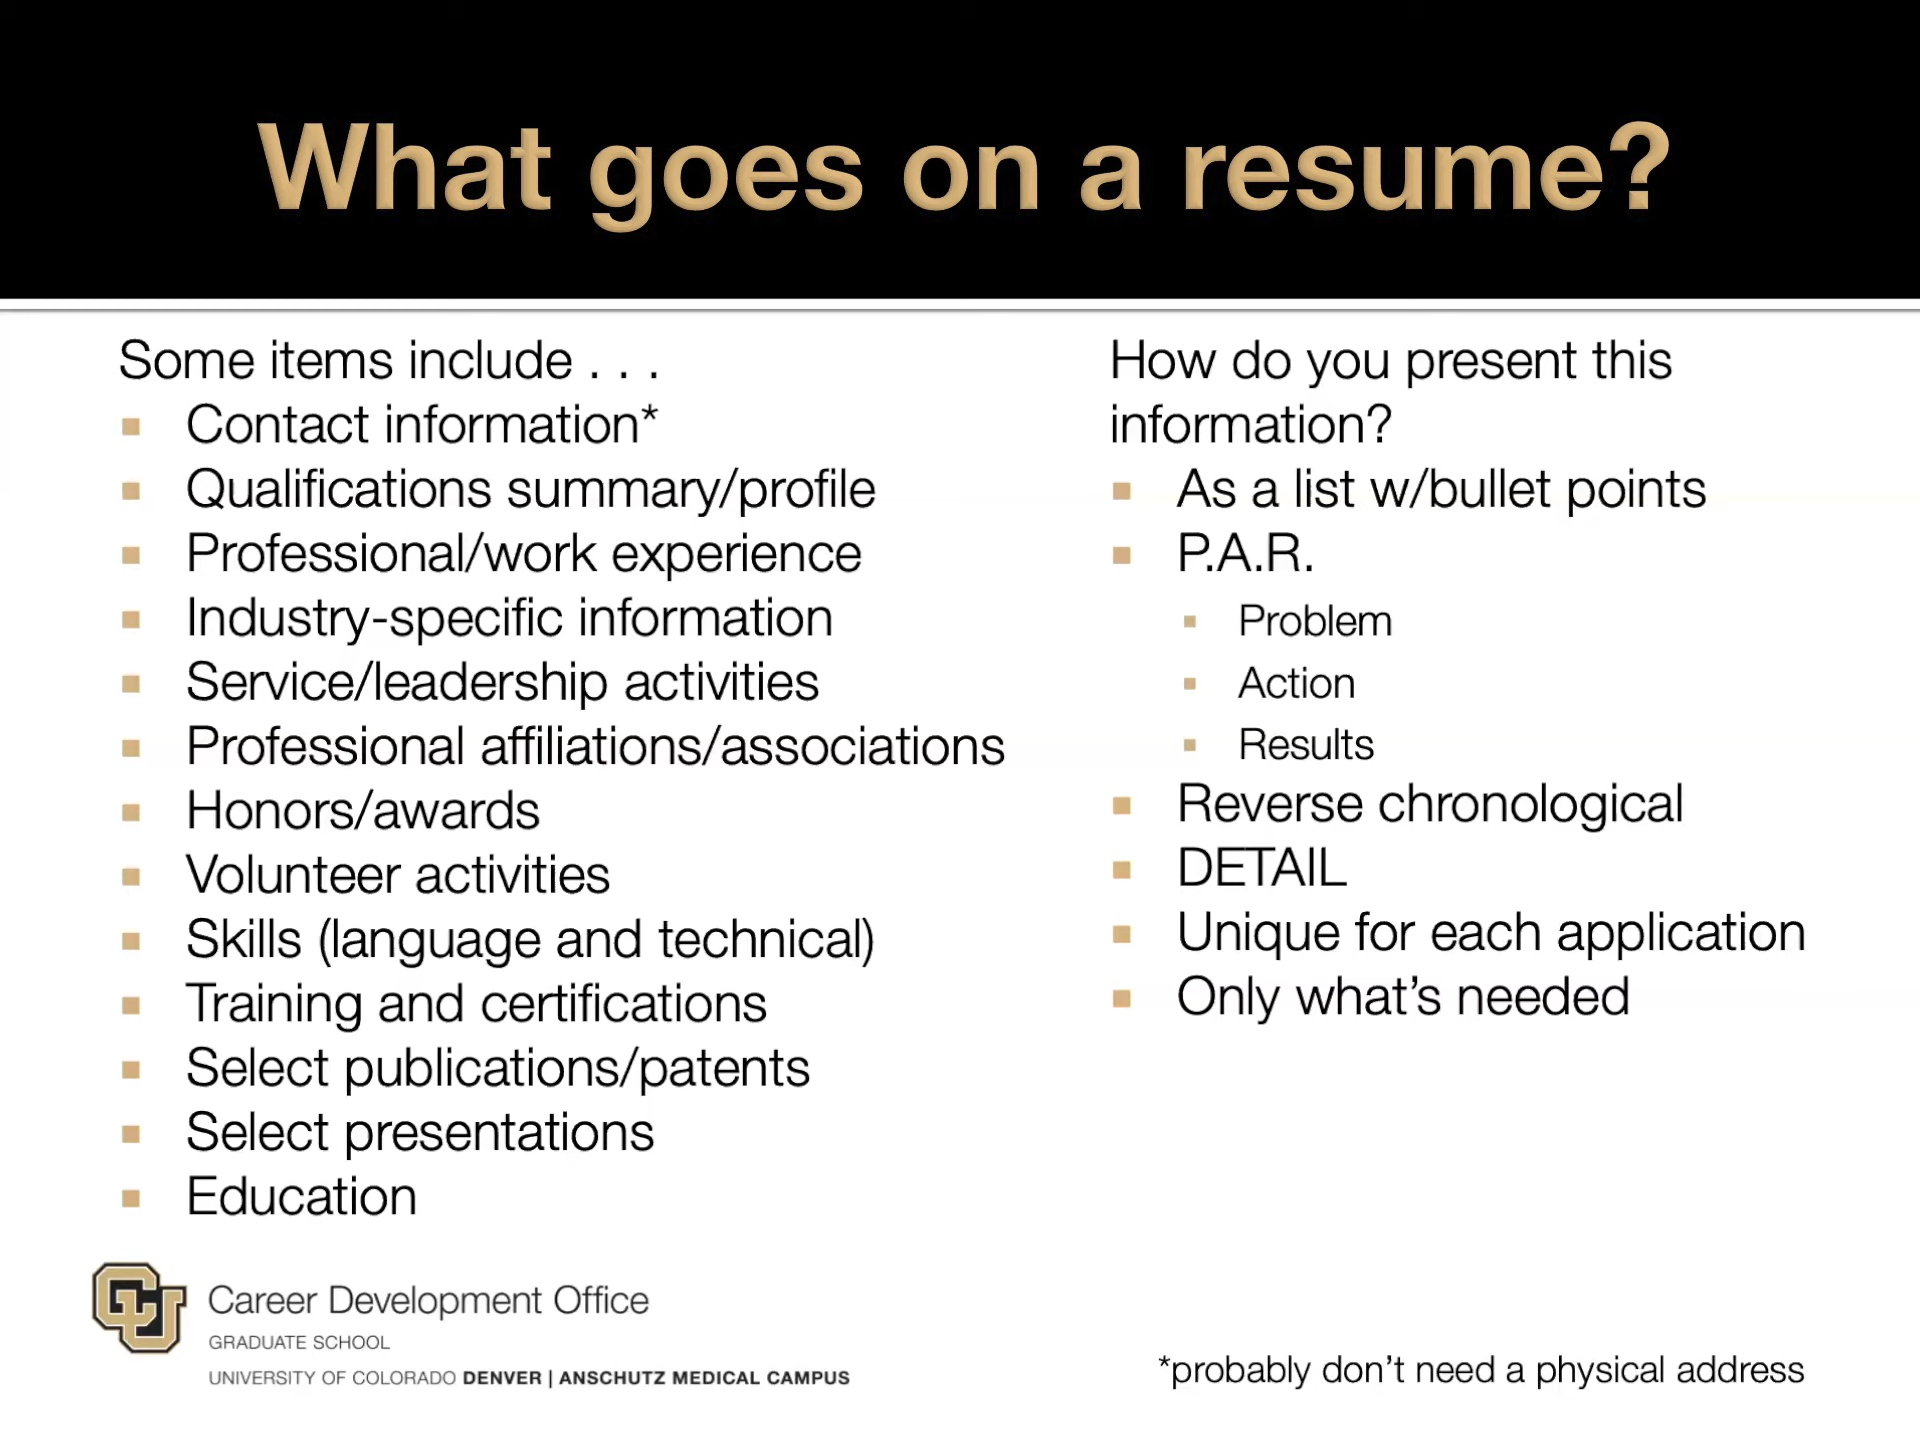 What goes on a resume?
Some items include . . .
Contact information*
Qualifications summary/profile
Professional/work experience
Industry-specific information
Service/leadership activities
Professional affiliations/associations
Honors/awards
Volunteer activities
Skills (language and technical)
Training and certifications
Select publications/patents
Select presentations
Education
How do you present this
information?
As a list w/bullet points
P.A.R.
Problem
Action
Results
Reverse chronological
DETAIL
Unique for each application
Only what's needed
CU
Career Development Office
GRADUATE SCHOOL
UNIVERSITY OF COLORADO DENVER | ANSCHUTZ MEDICAL CAMPUS
*probably don't need a physical address